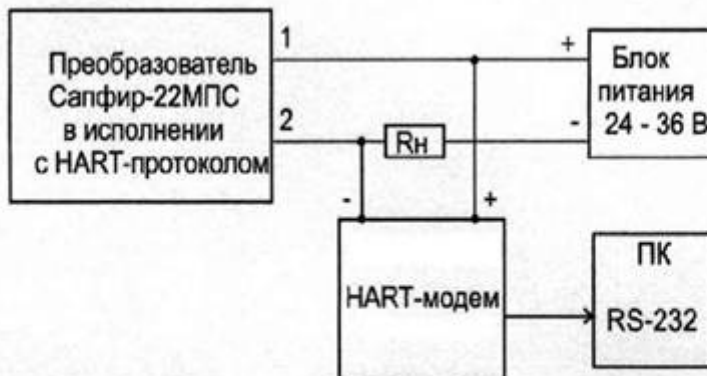 Преобразователь
Сапфир-22МПС
в исполнении
с HART-протоколом
1
2
Rн
+
-
Блок
питания
24 - 36 В
-
+
HART-модем
ПК
RS-232